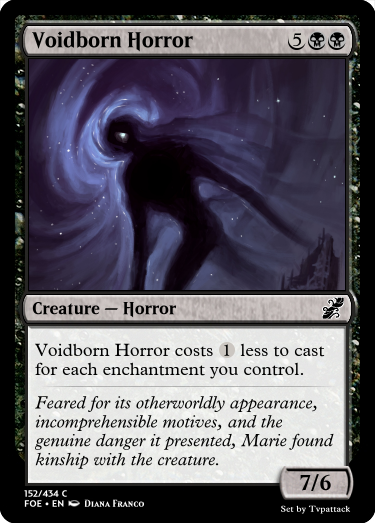 Voidborn Horror 5
Creature — Horror
Voidborn Horror costs 1 less to cast
for each enchantment you control.
Feared for its otherworldly appearance,
incomprehensible motives, and the
genuine danger it presented, Marie found
kinship with the creature.
7/6
152/434 C
FOE • EN Diana Franco
Set by Tvpattack